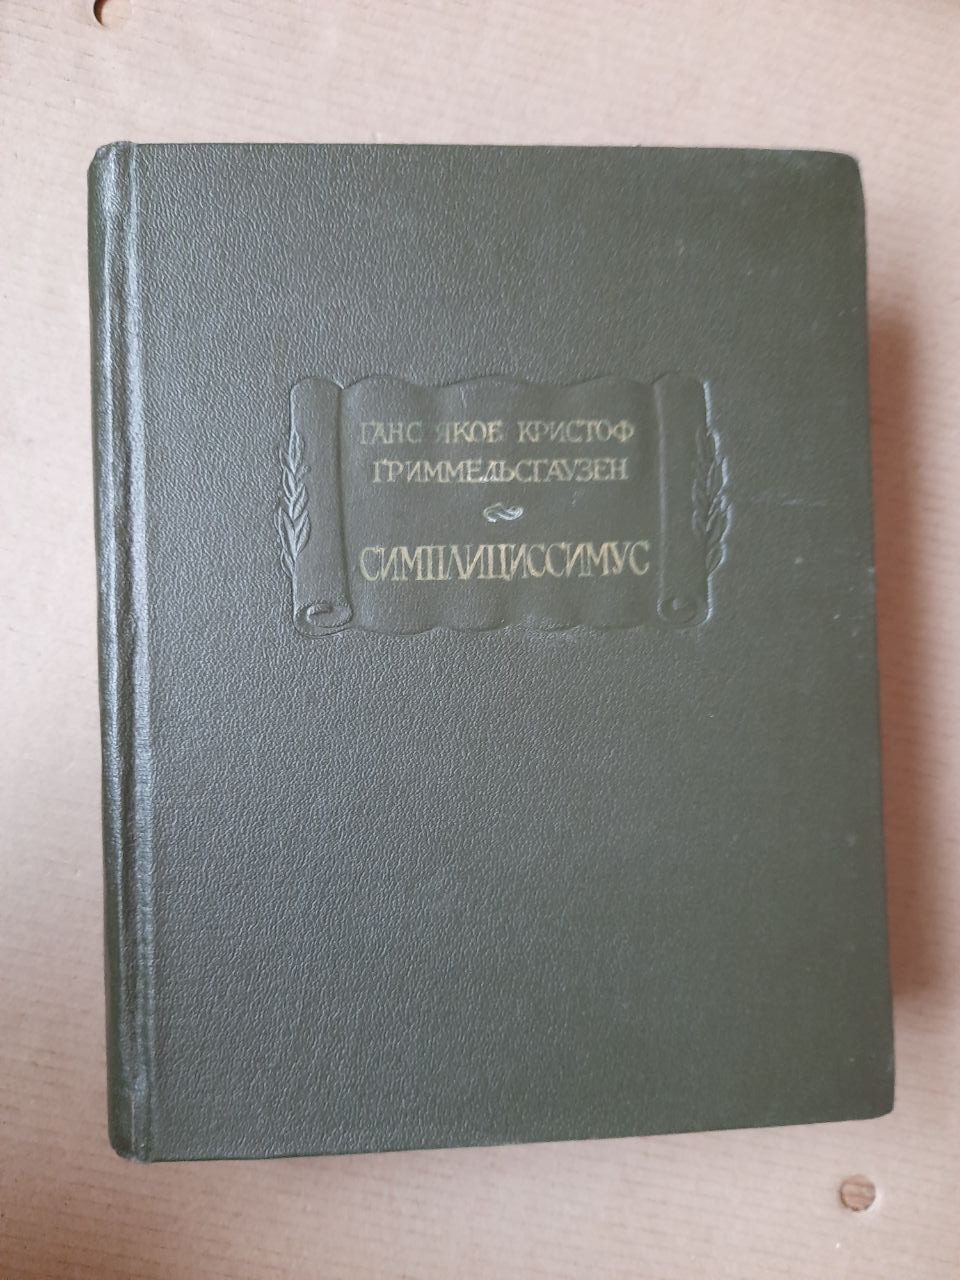 ГАНС ЯКОБ КРИСТОФ
ГРИММЕЛЬСГАУЗЕН
СИМПЛИЦИССИМУС